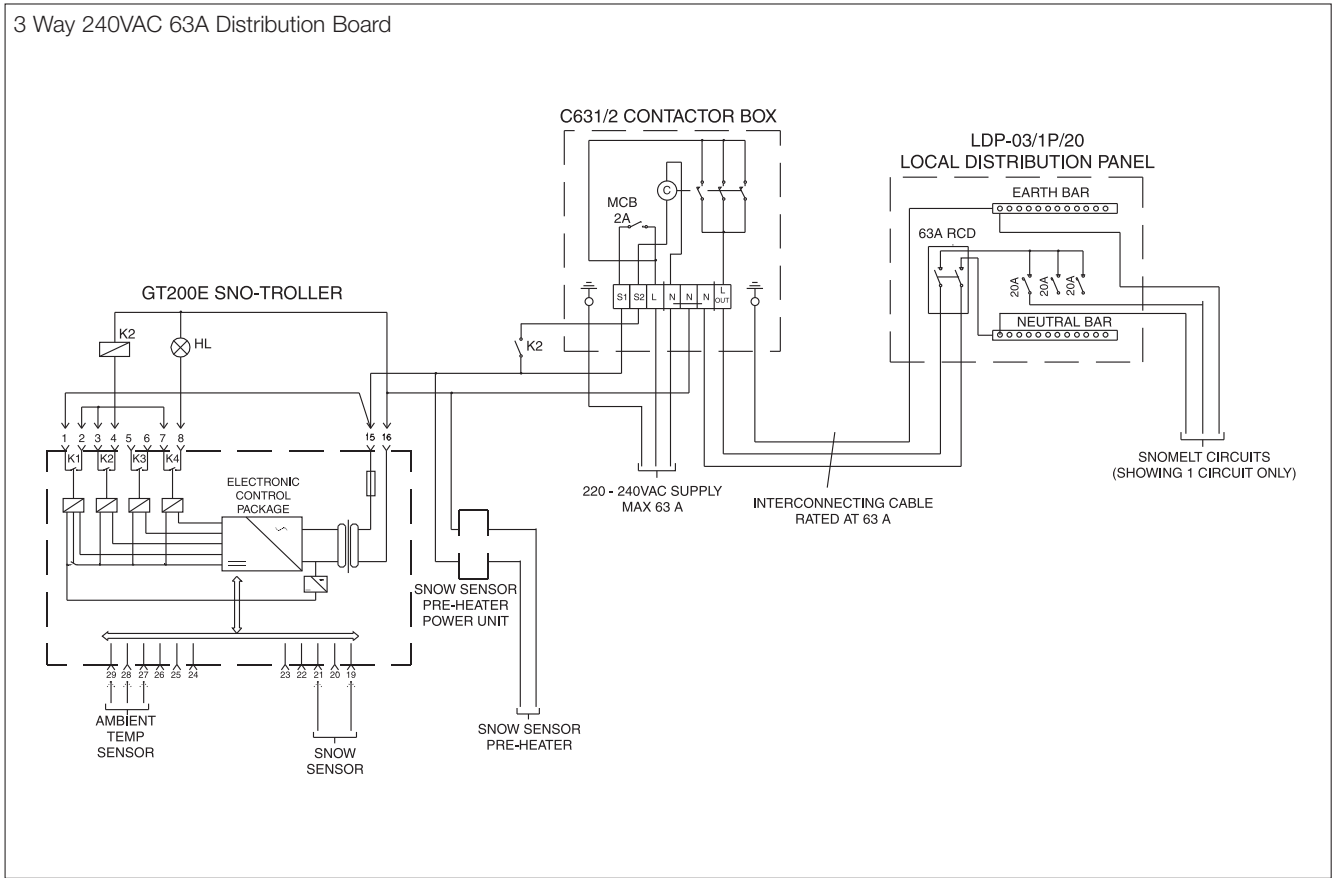 3 Way 240VAC 63A Distribution Board
C631/2 CONTACTOR BOX
LDP-03/1P/20
LOCAL DISTRIBUTION PANEL
EARTH BAR
C
MCB
2A
63A RCD
20A
20A
20A
NEUTRAL BAR
S1 S2 L N N N L OUT
GT200E SNO-TROLLER
K2
HL
K2
1 2 3 4 5 6 7 8 15 16
K1 K2 K3 K4
ELECTRONIC
CONTROL
PACKAGE
220 - 240VAC SUPPLY
MAX 63 A
INTERCONNECTING CABLE
RATED AT 63 A
SNOMELT CIRCUITS
(SHOWING 1 CIRCUIT ONLY)
SNOW SENSOR
PRE-HEATER
POWER UNIT
29 28 27 26 25 24 23 22 21 20 19
AMBIENT
TEMP
SENSOR
SNOW
SENSOR
SNOW SENSOR
PRE-HEATER